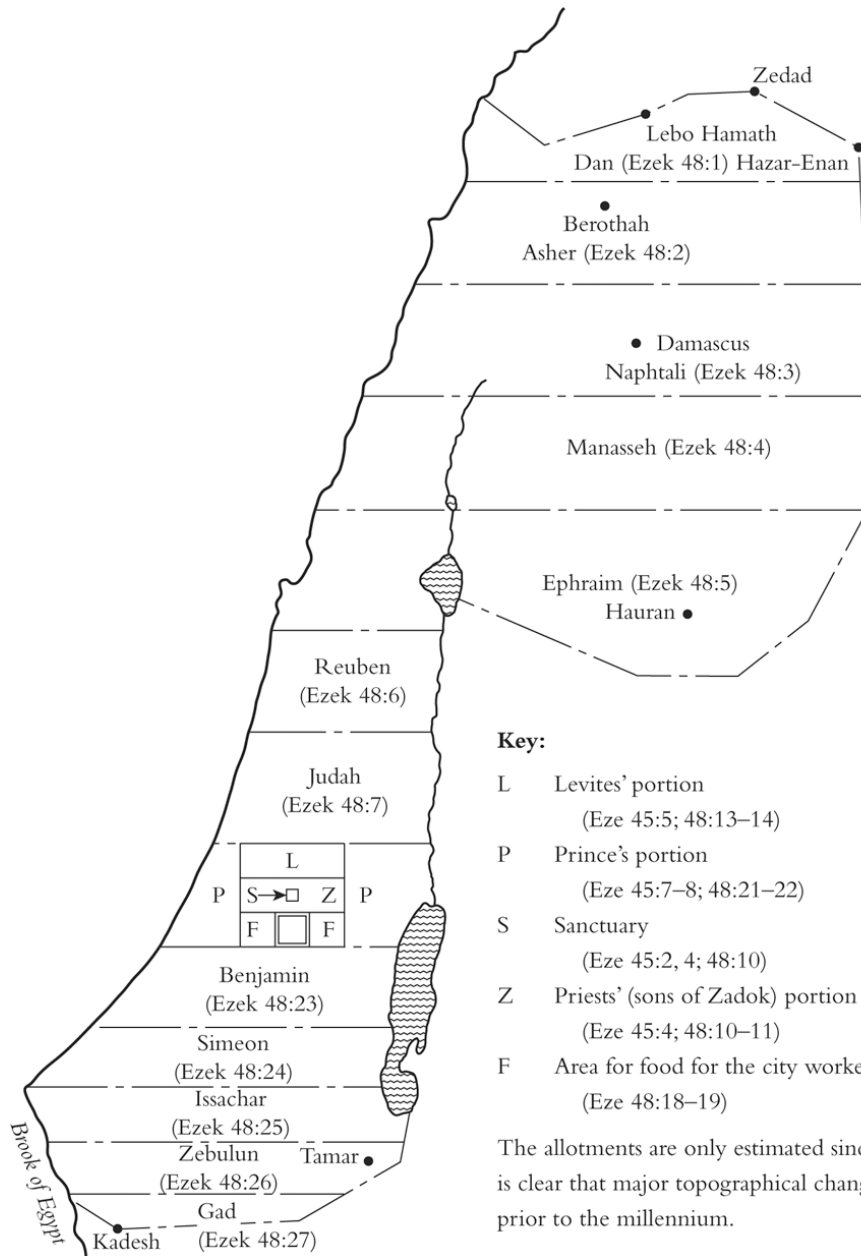 Zedad
Lebo Hamath
Dan (Ezek 48:1) Hazar-Enan
Berothah
Asher (Ezek 48:2)
Damascus
Naphtali (Ezek 48:3)
Manasseh (Ezek 48:4)
Ephraim (Ezek 48:5)
Hauran
Reuben
(Ezek 48:6)
Judah
(Ezek 48:7)
L
P S Z P
F F
Benjamin
(Ezek 48:23)
Simeon
(Ezek 48:24)
Issachar
(Ezek 48:25)
Zebulun
(Ezek 48:26)
Tamar
Gad
(Ezek 48:27)
Kadesh
Brook of Egypt
Key:
L Levites’ portion
(Eze 45:5; 48:13–14)
P Prince’s portion
(Eze 45:7–8; 48:21–22)
S Sanctuary
(Eze 45:2, 4; 48:10)
Z Priests’ (sons of Zadok) portion
(Eze 45:4; 48:10–11)
F Area for food for the city worke
(Eze 48:18–19)
The allotments are only estimated sinc
is clear that major topographical chang
prior to the millennium.